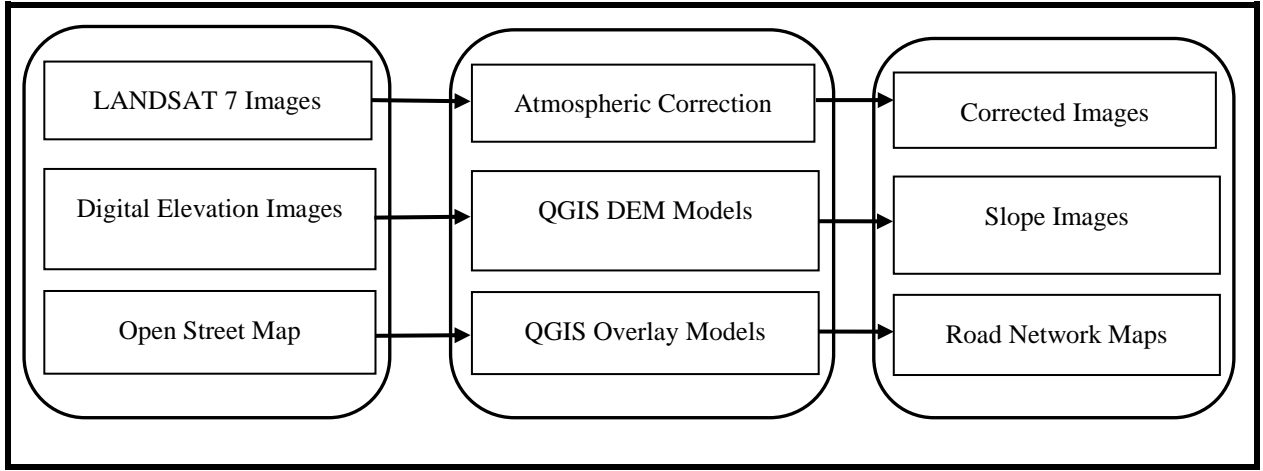 LANDSAT 7 Images
Atmospheric Correction
Corrected Images
Digital Elevation Images
QGIS DEM Models
Slope Images
Open Street Map
QGIS Overlay Models
Road Network Maps